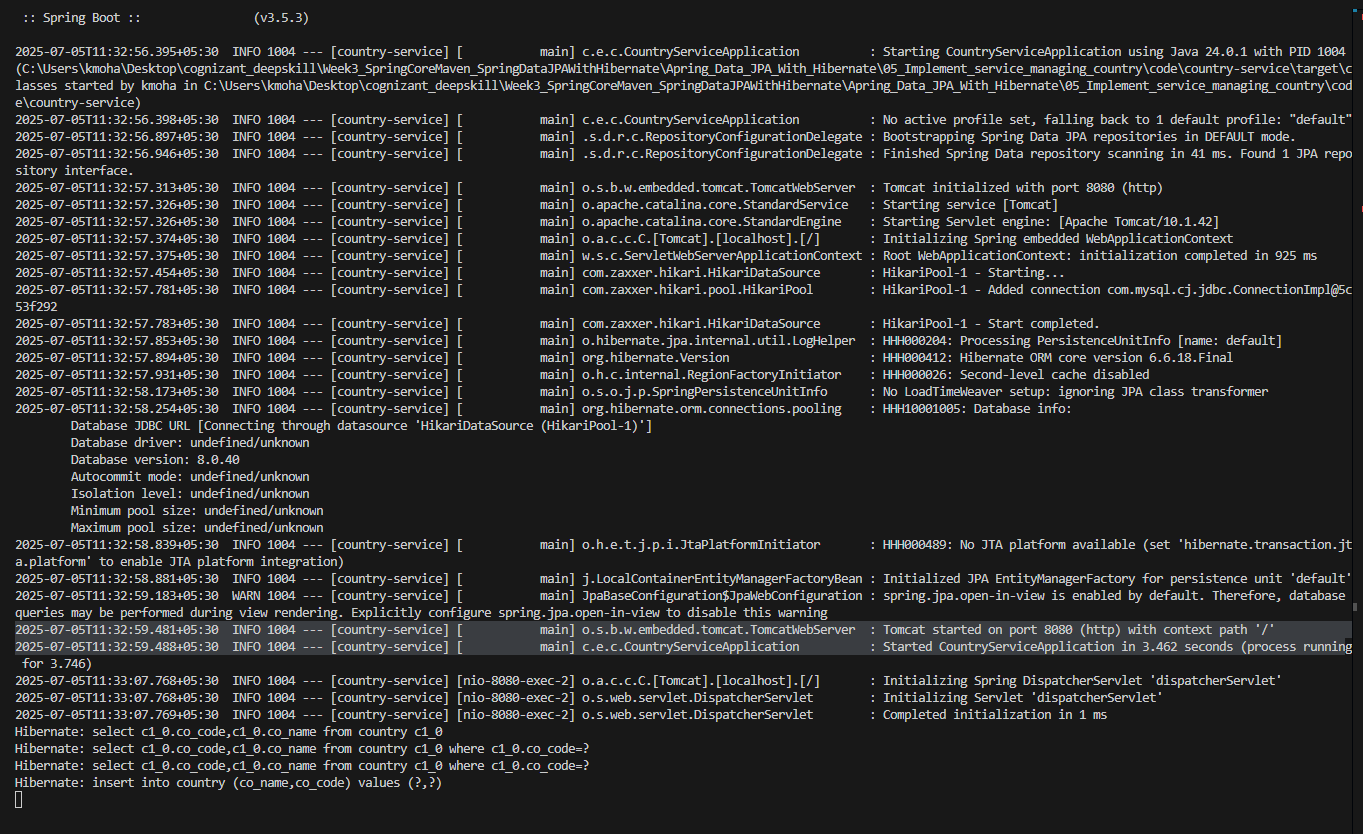 :: Spring Boot ::                (v3.5.3)
2025-07-05T11:32:56.395+05:30  INFO 1004 --- [country-service] [           main] c.e.c.CountryServiceApplication          : Starting CountryServiceApplication using Java 24.0.1 with PID 1004
(C:\Users\kmoha\Desktop\cognizant_deepskill\Week3_SpringCoreMaven_SpringDataJPAWithHibernate\Apring_Data_JPA_With_Hibernate\05_Implement_service_managing_country\code\country-service\target\c
lasses started by kmoha in C:\Users\kmoha\Desktop\cognizant_deepskill\Week3_SpringCoreMaven_SpringDataJPAWithHibernate\Apring_Data_JPA_With_Hibernate\05_Implement_service_managing_country\cod
e\country-service)
2025-07-05T11:32:56.398+05:30  INFO 1004 --- [country-service] [           main] c.e.c.CountryServiceApplication          : No active profile set, falling back to 1 default profile: "default"
2025-07-05T11:32:56.897+05:30  INFO 1004 --- [country-service] [           main] .s.d.r.c.RepositoryConfigurationDelegate : Bootstrapping Spring Data JPA repositories in DEFAULT mode.
2025-07-05T11:32:56.946+05:30  INFO 1004 --- [country-service] [           main] .s.d.r.c.RepositoryConfigurationDelegate : Finished Spring Data repository scanning in 41 ms. Found 1 JPA repo
sitory interface.
2025-07-05T11:32:57.313+05:30  INFO 1004 --- [country-service] [           main] o.s.b.w.embedded.tomcat.TomcatWebServer  : Tomcat initialized with port 8080 (http)
2025-07-05T11:32:57.326+05:30  INFO 1004 --- [country-service] [           main] o.apache.catalina.core.StandardService   : Starting service [Tomcat]
2025-07-05T11:32:57.326+05:30  INFO 1004 --- [country-service] [           main] o.apache.catalina.core.StandardEngine    : Starting Servlet engine: [Apache Tomcat/10.1.42]
2025-07-05T11:32:57.374+05:30  INFO 1004 --- [country-service] [           main] o.a.c.c.C.[Tomcat].[localhost].[/]       : Initializing Spring embedded WebApplicationContext
2025-07-05T11:32:57.375+05:30  INFO 1004 --- [country-service] [           main] w.s.c.ServletWebServerApplicationContext : Root WebApplicationContext: initialization completed in 925 ms
2025-07-05T11:32:57.454+05:30  INFO 1004 --- [country-service] [           main] com.zaxxer.hikari.HikariDataSource       : HikariPool-1 - Starting...
2025-07-05T11:32:57.781+05:30  INFO 1004 --- [country-service] [           main] com.zaxxer.hikari.pool.HikariPool        : HikariPool-1 - Added connection com.mysql.cj.jdbc.ConnectionImpl@5c
53f292
2025-07-05T11:32:57.783+05:30  INFO 1004 --- [country-service] [           main] com.zaxxer.hikari.HikariDataSource       : HikariPool-1 - Start completed.
2025-07-05T11:32:57.853+05:30  INFO 1004 --- [country-service] [           main] o.hibernate.jpa.internal.util.LogHelper  : HHH000204: Processing PersistenceUnitInfo [name: default]
2025-07-05T11:32:57.894+05:30  INFO 1004 --- [country-service] [           main] org.hibernate.Version                    : HHH000412: Hibernate ORM core version 6.6.18.Final
2025-07-05T11:32:57.931+05:30  INFO 1004 --- [country-service] [           main] o.h.c.internal.RegionFactoryInitiator    : HHH000026: Second-level cache disabled
2025-07-05T11:32:58.173+05:30  INFO 1004 --- [country-service] [           main] o.s.o.j.p.SpringPersistenceUnitInfo      : No LoadTimeWeaver setup: ignoring JPA class transformer
2025-07-05T11:32:58.254+05:30  INFO 1004 --- [country-service] [           main] org.hibernate.orm.connections.pooling    : HHH10001005: Database info:
Database JDBC URL [Connecting through datasource 'HikariDataSource (HikariPool-1)']
Database driver: undefined/unknown
Database version: 8.0.40
Autocommit mode: undefined/unknown
Isolation level: undefined/unknown
Minimum pool size: undefined/unknown
Maximum pool size: undefined/unknown
2025-07-05T11:32:58.839+05:30  INFO 1004 --- [country-service] [           main] o.h.e.t.j.p.i.JtaPlatformInitiator       : HHH000489: No JTA platform available (set 'hibernate.transaction.jt
a.platform' to enable JTA platform integration)
2025-07-05T11:32:58.881+05:30  INFO 1004 --- [country-service] [           main] j.LocalContainerEntityManagerFactoryBean : Initialized JPA EntityManagerFactory for persistence unit 'default'
2025-07-05T11:32:59.183+05:30  WARN 1004 --- [country-service] [           main] JpaBaseConfiguration$JpaWebConfiguration : spring.jpa.open-in-view is enabled by default. Therefore, database
queries may be performed during view rendering. Explicitly configure spring.jpa.open-in-view to disable this warning
2025-07-05T11:32:59.481+05:30  INFO 1004 --- [country-service] [           main] o.s.b.w.embedded.tomcat.TomcatWebServer  : Tomcat started on port 8080 (http) with context path '/'
2025-07-05T11:32:59.488+05:30  INFO 1004 --- [country-service] [           main] c.e.c.CountryServiceApplication          : Started CountryServiceApplication in 3.462 seconds (process running
for 3.746)
2025-07-05T11:33:07.768+05:30  INFO 1004 --- [country-service] [nio-8080-exec-2] o.a.c.c.C.[Tomcat].[localhost].[/]       : Initializing Spring DispatcherServlet 'dispatcherServlet'
2025-07-05T11:33:07.768+05:30  INFO 1004 --- [country-service] [nio-8080-exec-2] o.s.web.servlet.DispatcherServlet        : Initializing Servlet 'dispatcherServlet'
2025-07-05T11:33:07.769+05:30  INFO 1004 --- [country-service] [nio-8080-exec-2] o.s.web.servlet.DispatcherServlet        : Completed initialization in 1 ms
Hibernate: select c1_0.co_code,c1_0.co_name from country c1_0
Hibernate: select c1_0.co_code,c1_0.co_name from country c1_0 where c1_0.co_code=?
Hibernate: select c1_0.co_code,c1_0.co_name from country c1_0 where c1_0.co_code=?
Hibernate: insert into country (co_name,co_code) values (?,?)